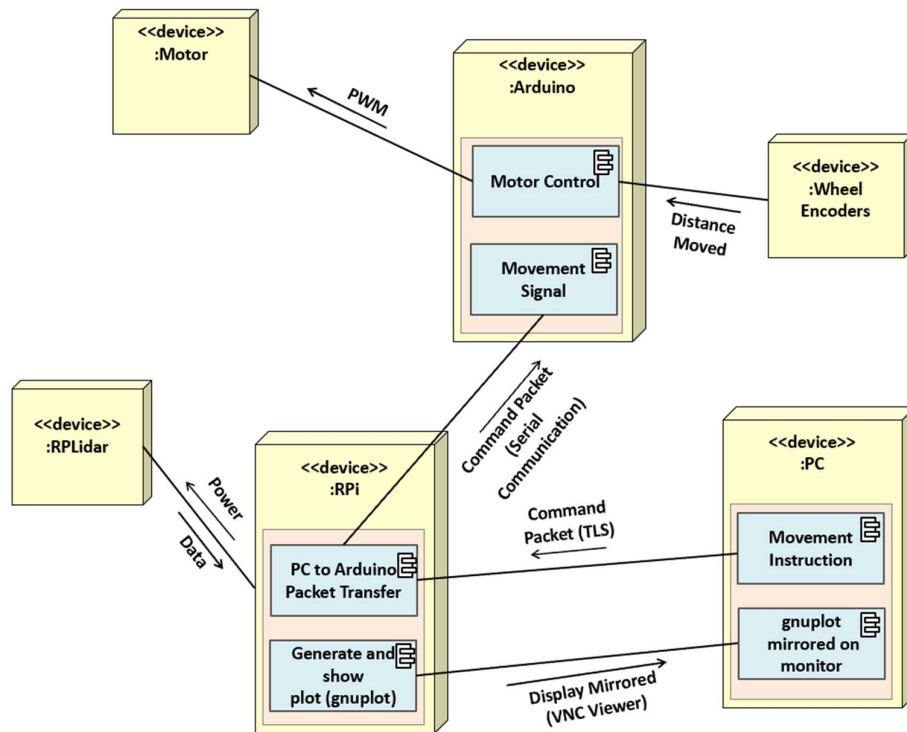 <<device>>
:Motor
<<device>>
:Arduino
PWM
Motor Control
<<device>>
:Wheel
Encoders
Distance
Moved
Movement
Signal
<<device>>
:RPLidar
Command Packet
(Serial
Communication)
<<device>>
:RPi
<<device>>
:PC
Power
Data
Command
Packet (TLS)
PC to Arduino
Packet Transfer
Movement
Instruction
Generate and
show
plot (gnuplot)
gnuplot
mirrored on
monitor
Display Mirrored
(VNC Viewer)